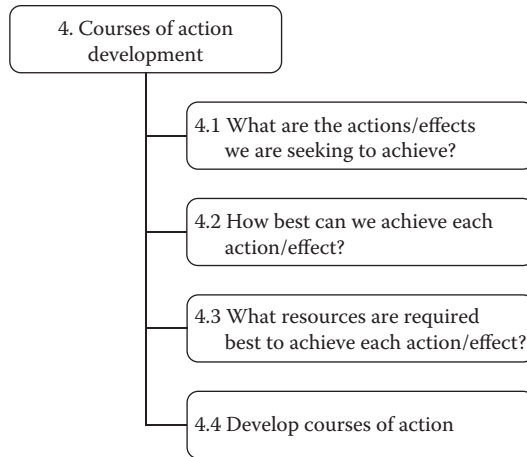 4. Courses of action
development
4.1 What are the actions/effects
we are seeking to achieve?
4.2 How best can we achieve each
action/effect?
4.3 What resources are required
best to achieve each action/effect?
4.4 Develop courses of action